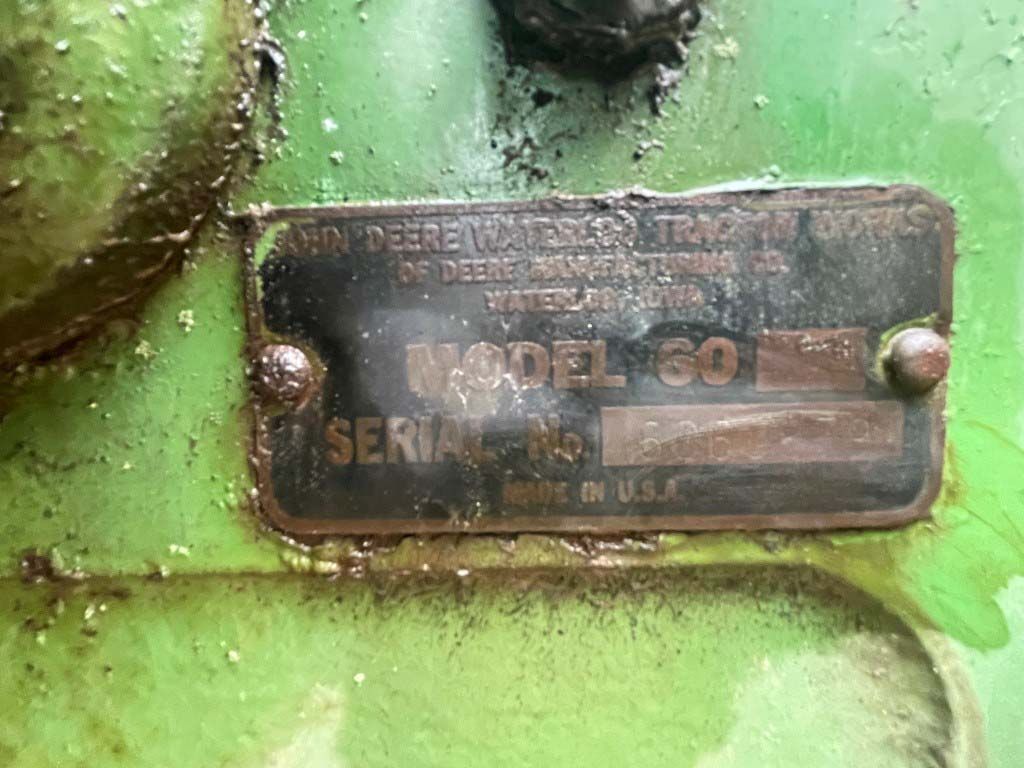 JOHN DEERE WATERLOO TRACTOR WORKS
OF DEERE MANUFACTURING CO.
WATERLOO IOWA
MODEL 60
SERIAL No.
MADE IN U.S.A